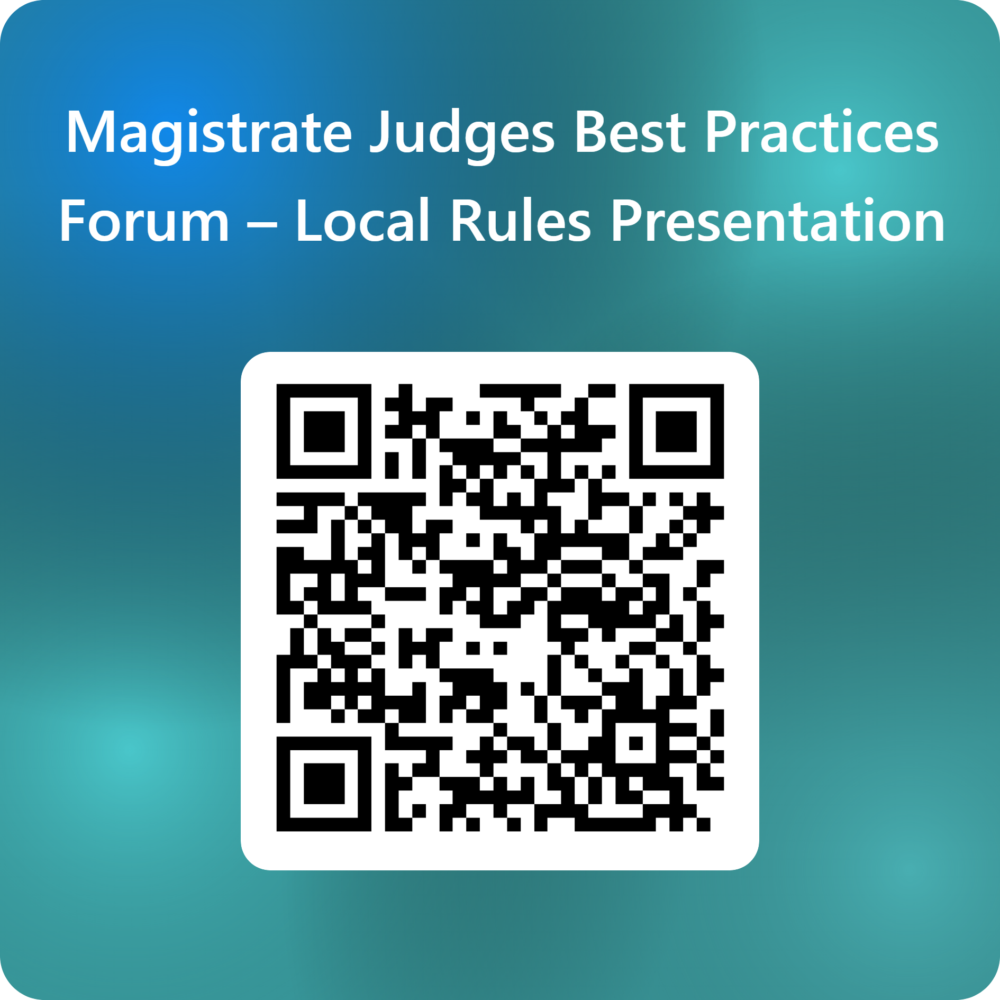 Magistrate Judges Best Practices
Forum – Local Rules Presentation